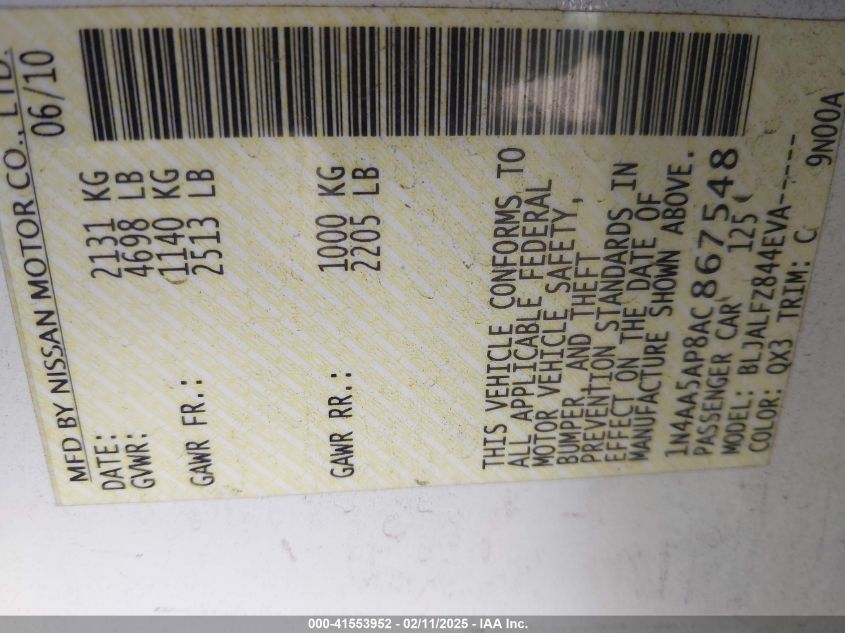 MFD BY NISSAN MOTOR CO., LTD.
DATE: 06/10
GVWR: 2131 KG
4698 LB
GAWR FR.: 1140 KG
2513 LB
GAWR RR.: 1000 KG
2205 LB
THIS VEHICLE CONFORMS TO
ALL APPLICABLE FEDERAL
MOTOR VEHICLE SAFETY,
BUMPER AND THEFT
PREVENTION STANDARDS IN
EFFECT ON THE DATE OF
MANUFACTURE SHOWN ABOVE.
1N4AA5AP8AC867548
PASSENGER CAR 125
MODEL: BLJALFZ844EVA-----
COLOR: QX3 TRIM: C 9N00A
000-41553952 - 02/11/2025 - IAA Inc.